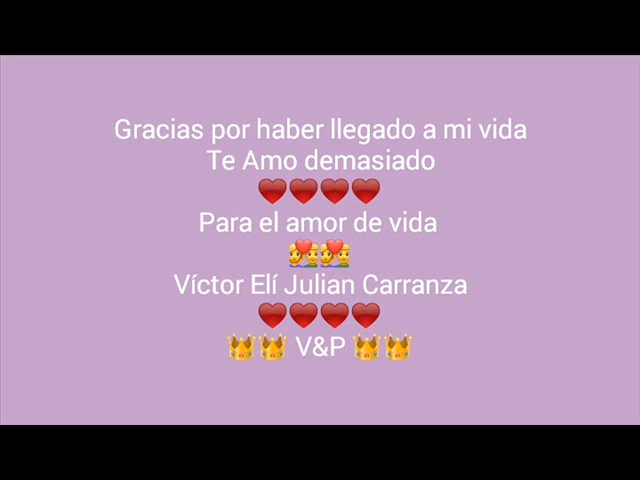 Gracias por haber llegado a mi vida
Te Amo demasiado
♥️♥️♥️♥️
Para el amor de vida
💑💑
Víctor Elí Julian Carranza
♥️♥️♥️♥️
👑👑 V&P 👑👑